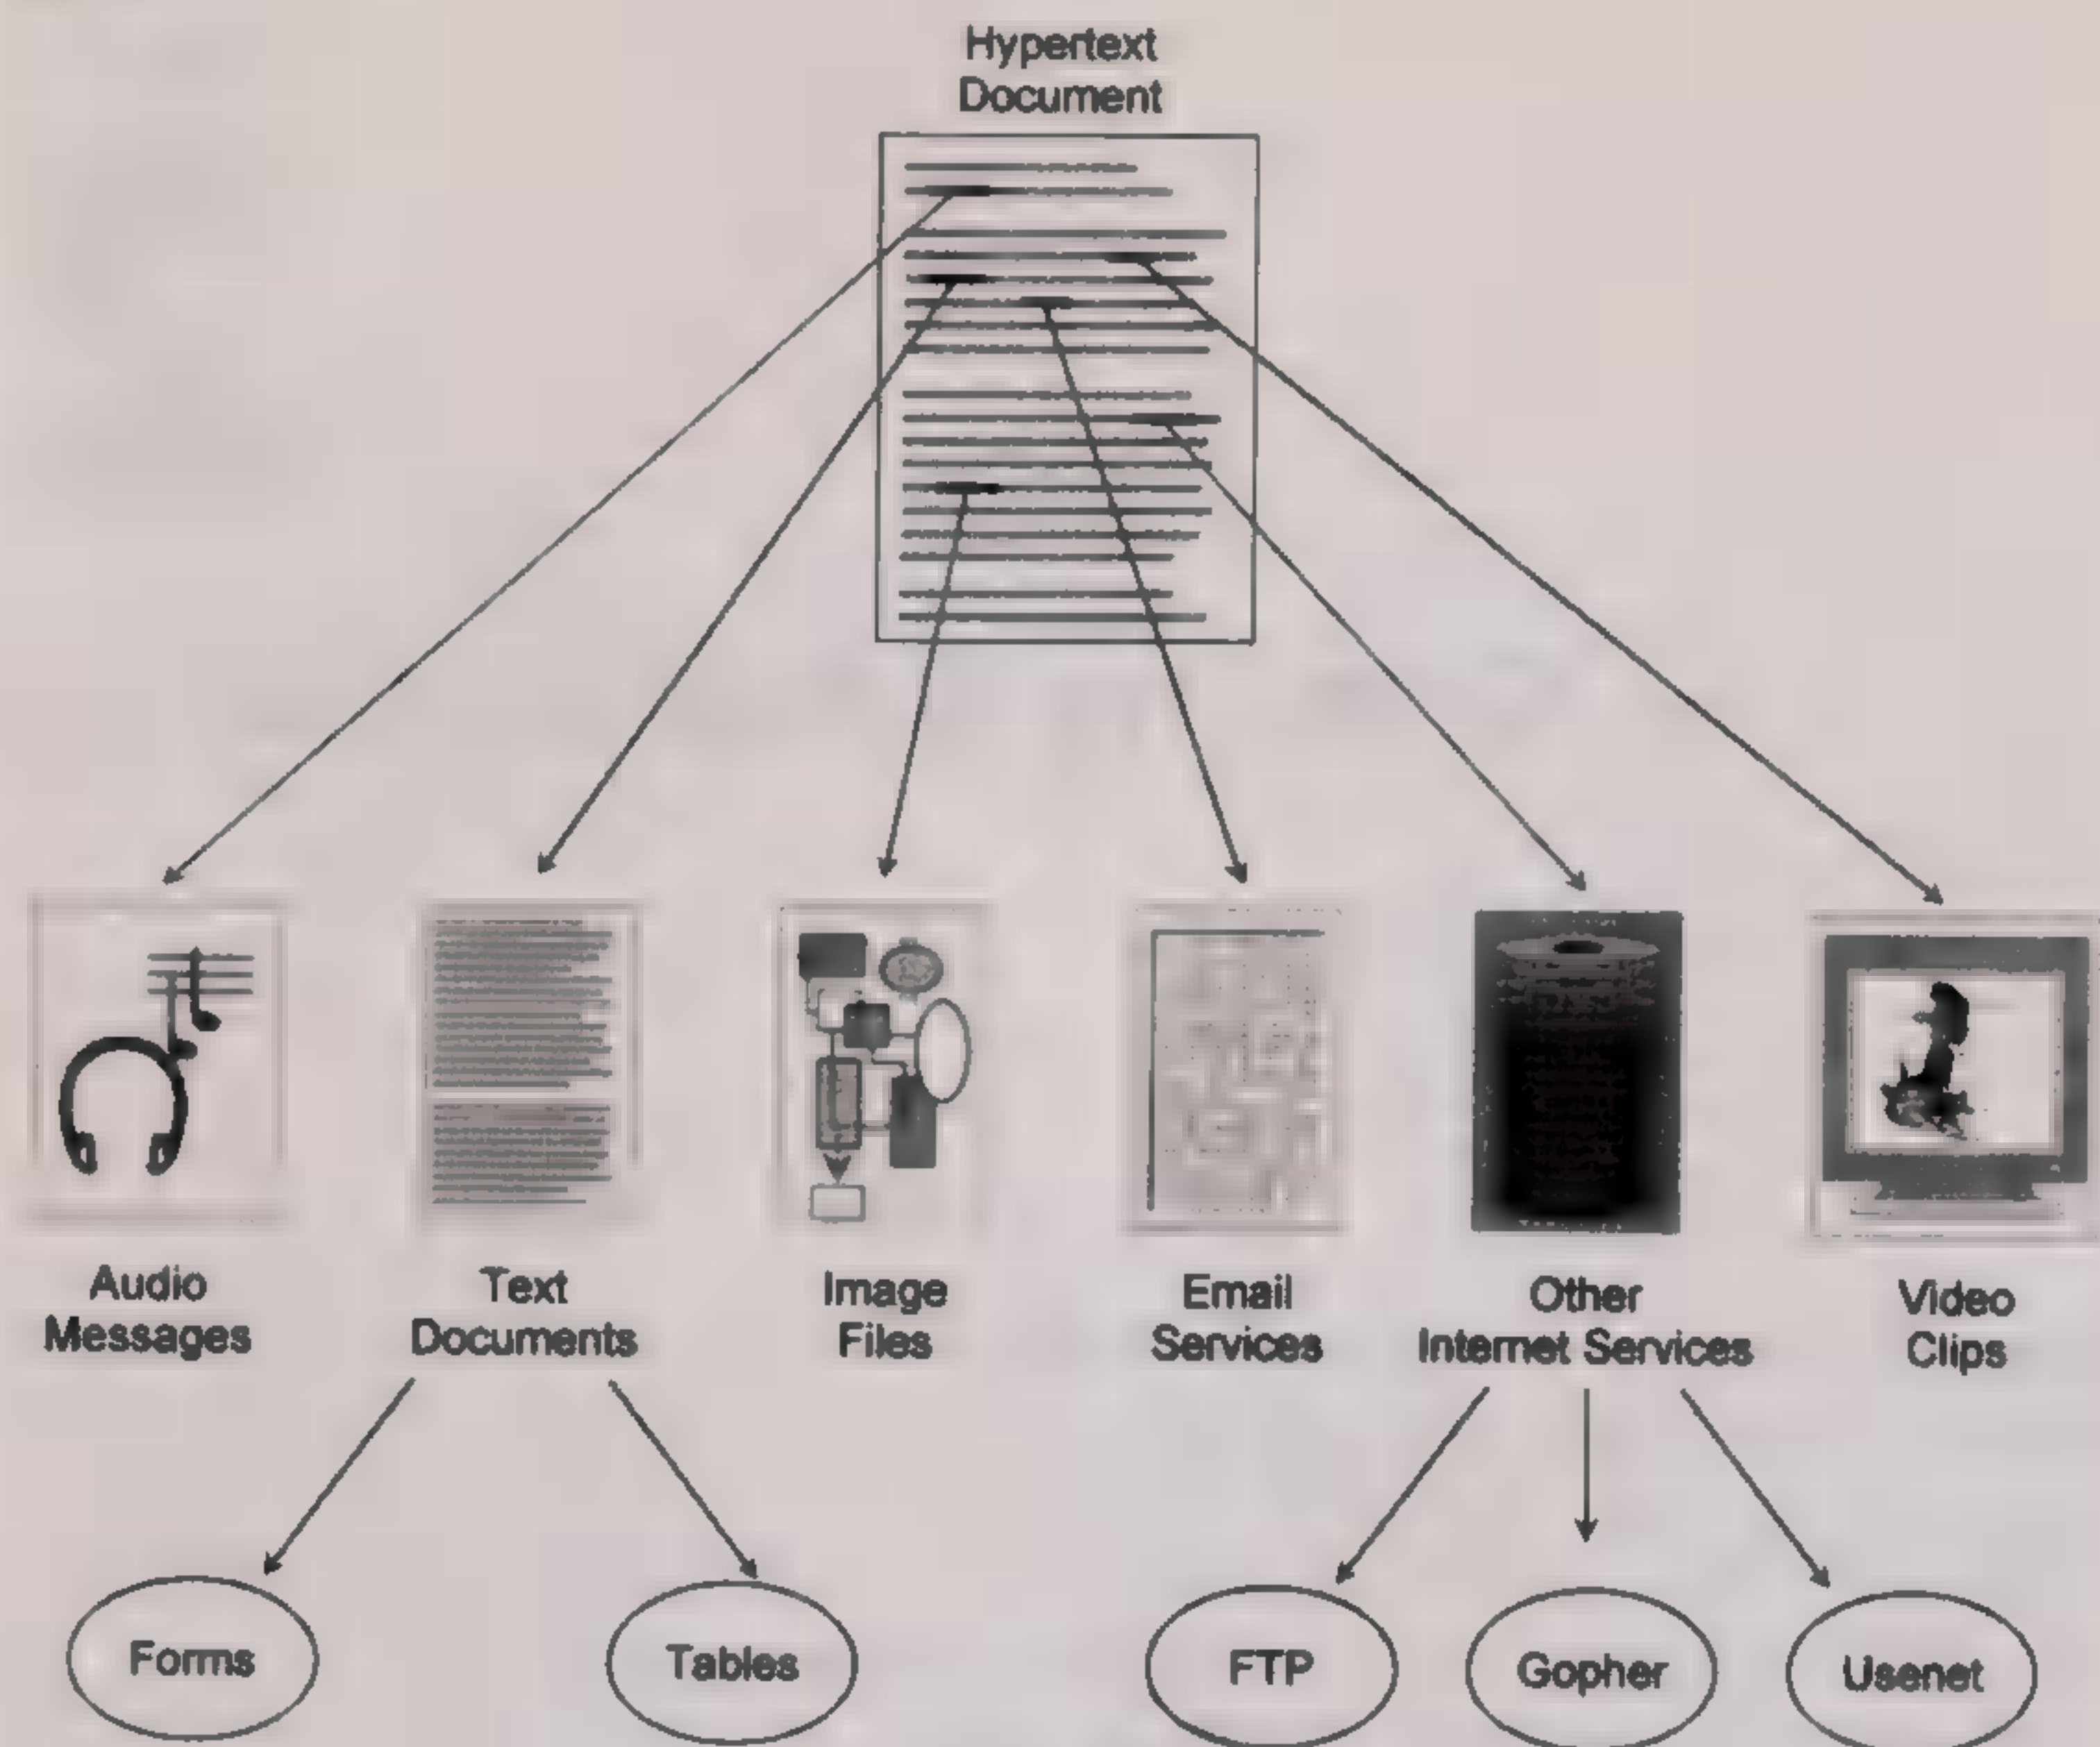 Hypertext
Document
Audio
Messages
Text
Documents
Image
Files
Email
Services
Other
Internet Services
Video
Clips
Forms
Tables
FTP
Gopher
Usenet